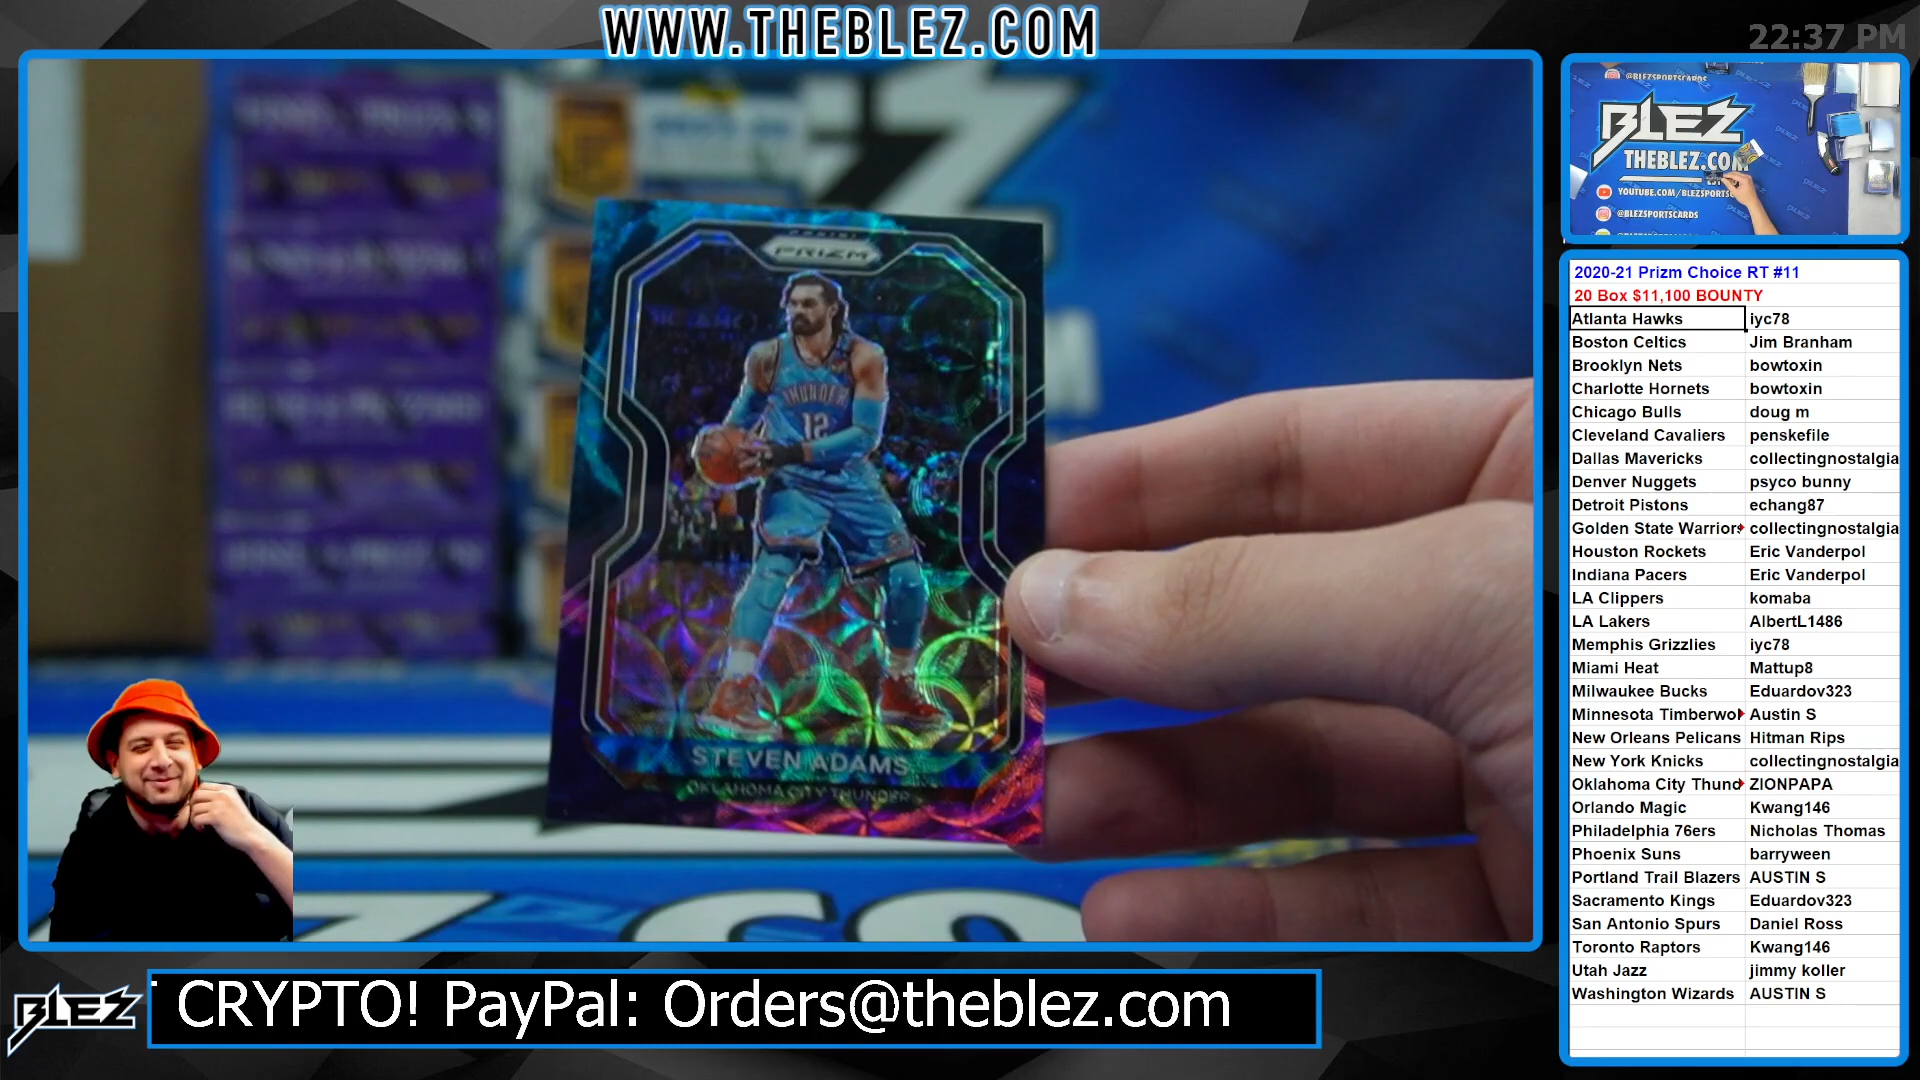 WWW.THEBLEZ.COM
22:37 PM
PANINI
PRIZM
THUNDER
12
STEVEN ADAMS
OKLAHOMA CITY THUNDER
@BLEZSPORTSCARDS
BLEZ
THEBLEZ.COM
YOUTUBE.COM/BLEZSPORTSC
@BLEZSPORTSCARDS
2020-21 Prizm Choice RT #11
20 Box $11,100 BOUNTY
Atlanta Hawks iyc78
Boston Celtics Jim Branham
Brooklyn Nets bowtoxin
Charlotte Hornets bowtoxin
Chicago Bulls doug m
Cleveland Cavaliers penskefile
Dallas Mavericks collectingnostalgia
Denver Nuggets psyco bunny
Detroit Pistons echang87
Golden State Warriors collectingnostalgia
Houston Rockets Eric Vanderpol
Indiana Pacers Eric Vanderpol
LA Clippers komaba
LA Lakers AlbertL1486
Memphis Grizzlies iyc78
Miami Heat Mattup8
Milwaukee Bucks Eduardov323
Minnesota Timberwol Austin S
New Orleans Pelicans Hitman Rips
New York Knicks collectingnostalgia
Oklahoma City Thund ZIONPAPA
Orlando Magic Kwang146
Philadelphia 76ers Nicholas Thomas
Phoenix Suns barryween
Portland Trail Blazers AUSTIN S
Sacramento Kings Eduardov323
San Antonio Spurs Daniel Ross
Toronto Raptors Kwang146
Utah Jazz jimmy koller
Washington Wizards AUSTIN S
BLEZ
CRYPTO! PayPal: Orders@theblez.com